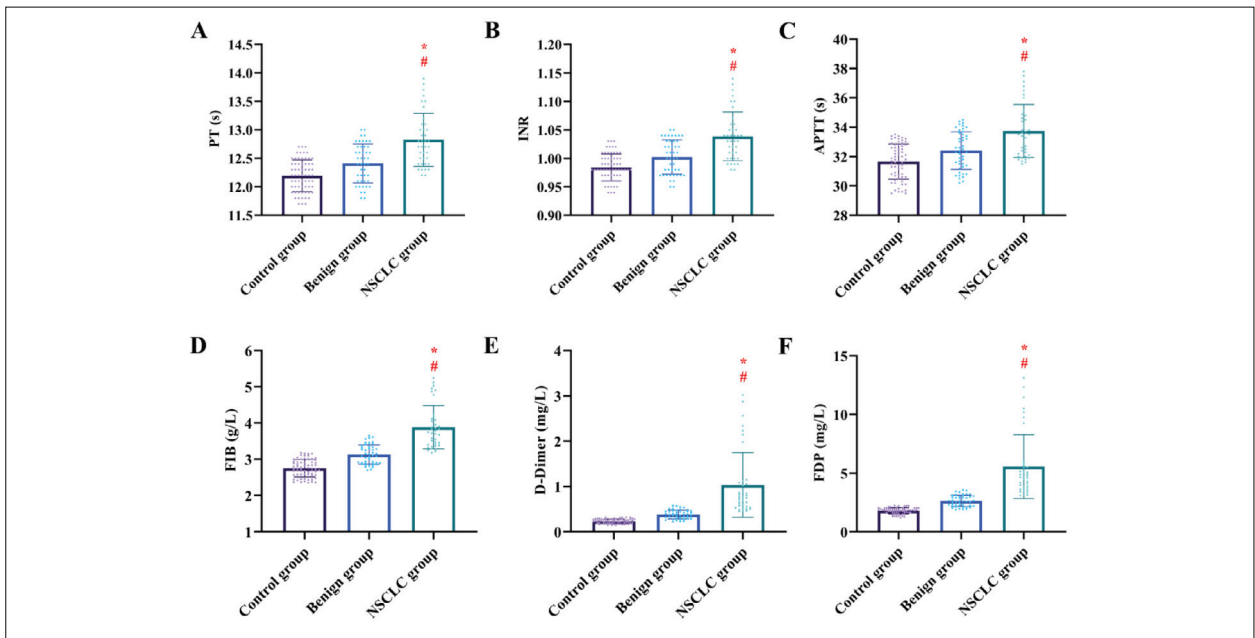 A
PT (s)
14.5
14.0
13.5
13.0
12.5
12.0
11.5
*
#
Control group
Benign group
NSCLC group
B
INR
1.20
1.15
1.10
1.05
1.00
0.95
0.90
*
#
Control group
Benign group
NSCLC group
C
APTT (s)
40
38
36
34
32
30
28
*
#
Control group
Benign group
NSCLC group
D
FIB (g/L)
6
5
4
3
2
1
*
#
Control group
Benign group
NSCLC group
E
D-Dimer (mg/L)
4
3
2
1
0
*
#
Control group
Benign group
NSCLC group
F
FDP (mg/L)
15
10
5
0
*
#
Control group
Benign group
NSCLC group